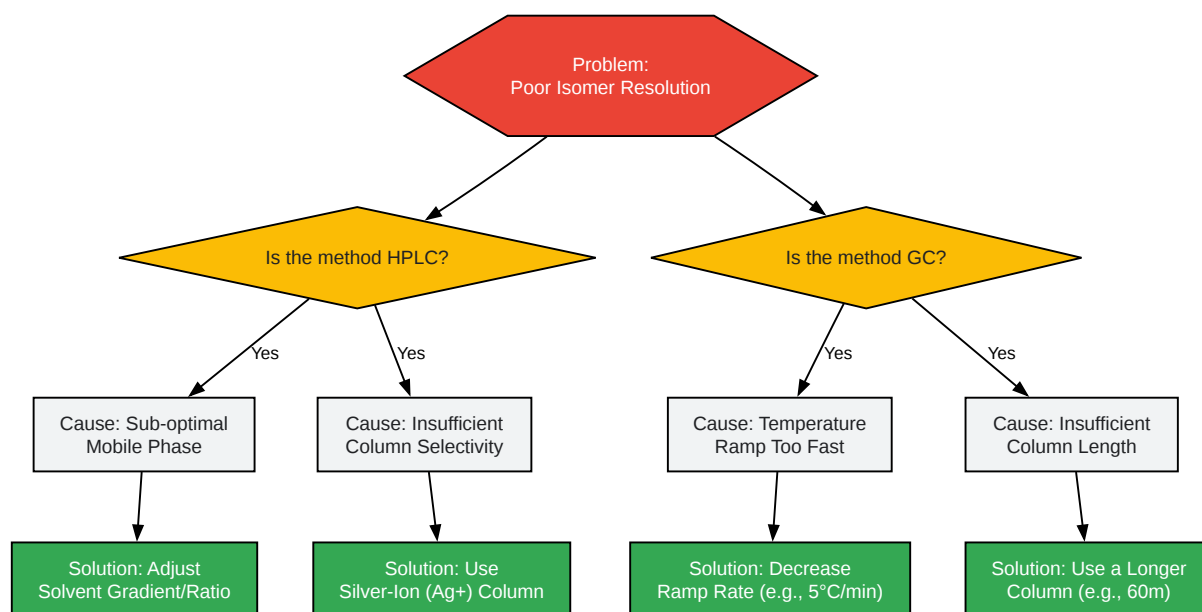 Problem:
Poor Isomer Resolution
Is the method HPLC?
Is the method GC?
Yes
Yes
Yes
Yes
Cause: Sub-optimal
Mobile Phase
Cause: Insufficient
Column Selectivity
Cause: Temperature
Ramp Too Fast
Cause: Insufficient
Column Length
Solution: Adjust
Solvent Gradient/Ratio
Solution: Use
Silver-Ion (Ag+) Column
Solution: Decrease
Ramp Rate (e.g., 5°C/min)
Solution: Use a Longer
Column (e.g., 60m)